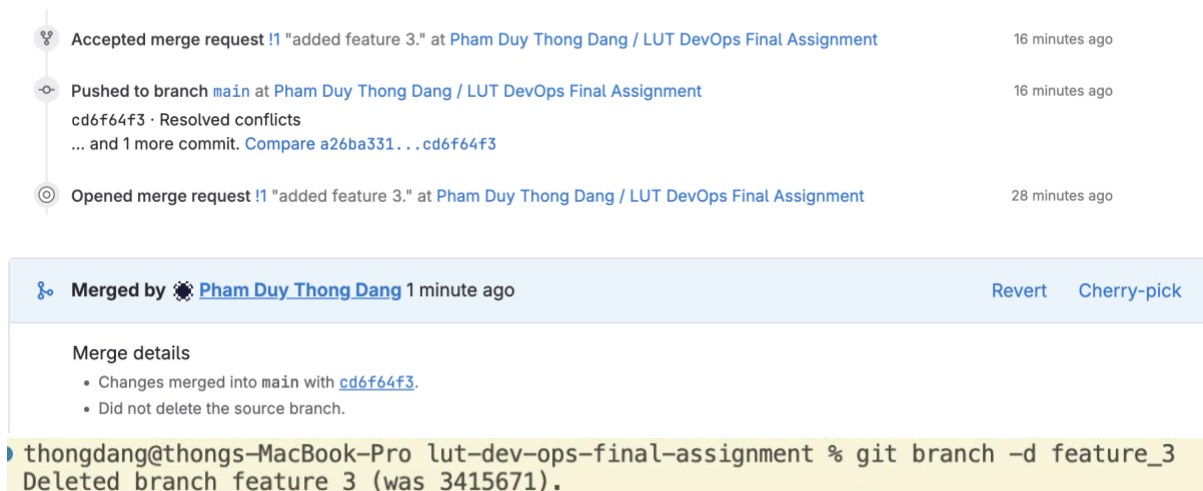 Accepted merge request !1 "added feature 3." at Pham Duy Thong Dang / LUT DevOps Final Assignment 16 minutes ago
Pushed to branch main at Pham Duy Thong Dang / LUT DevOps Final Assignment 16 minutes ago
cd6f64f3 · Resolved conflicts
... and 1 more commit. Compare a26ba331...cd6f64f3
Opened merge request !1 "added feature 3." at Pham Duy Thong Dang / LUT DevOps Final Assignment 28 minutes ago
Merged by Pham Duy Thong Dang 1 minute ago Revert Cherry-pick
Merge details
• Changes merged into main with cd6f64f3.
• Did not delete the source branch.
thongdang@thongs-MacBook-Pro lut-dev-ops-final-assignment % git branch -d feature_3
Deleted branch feature_3 (was 3415671).